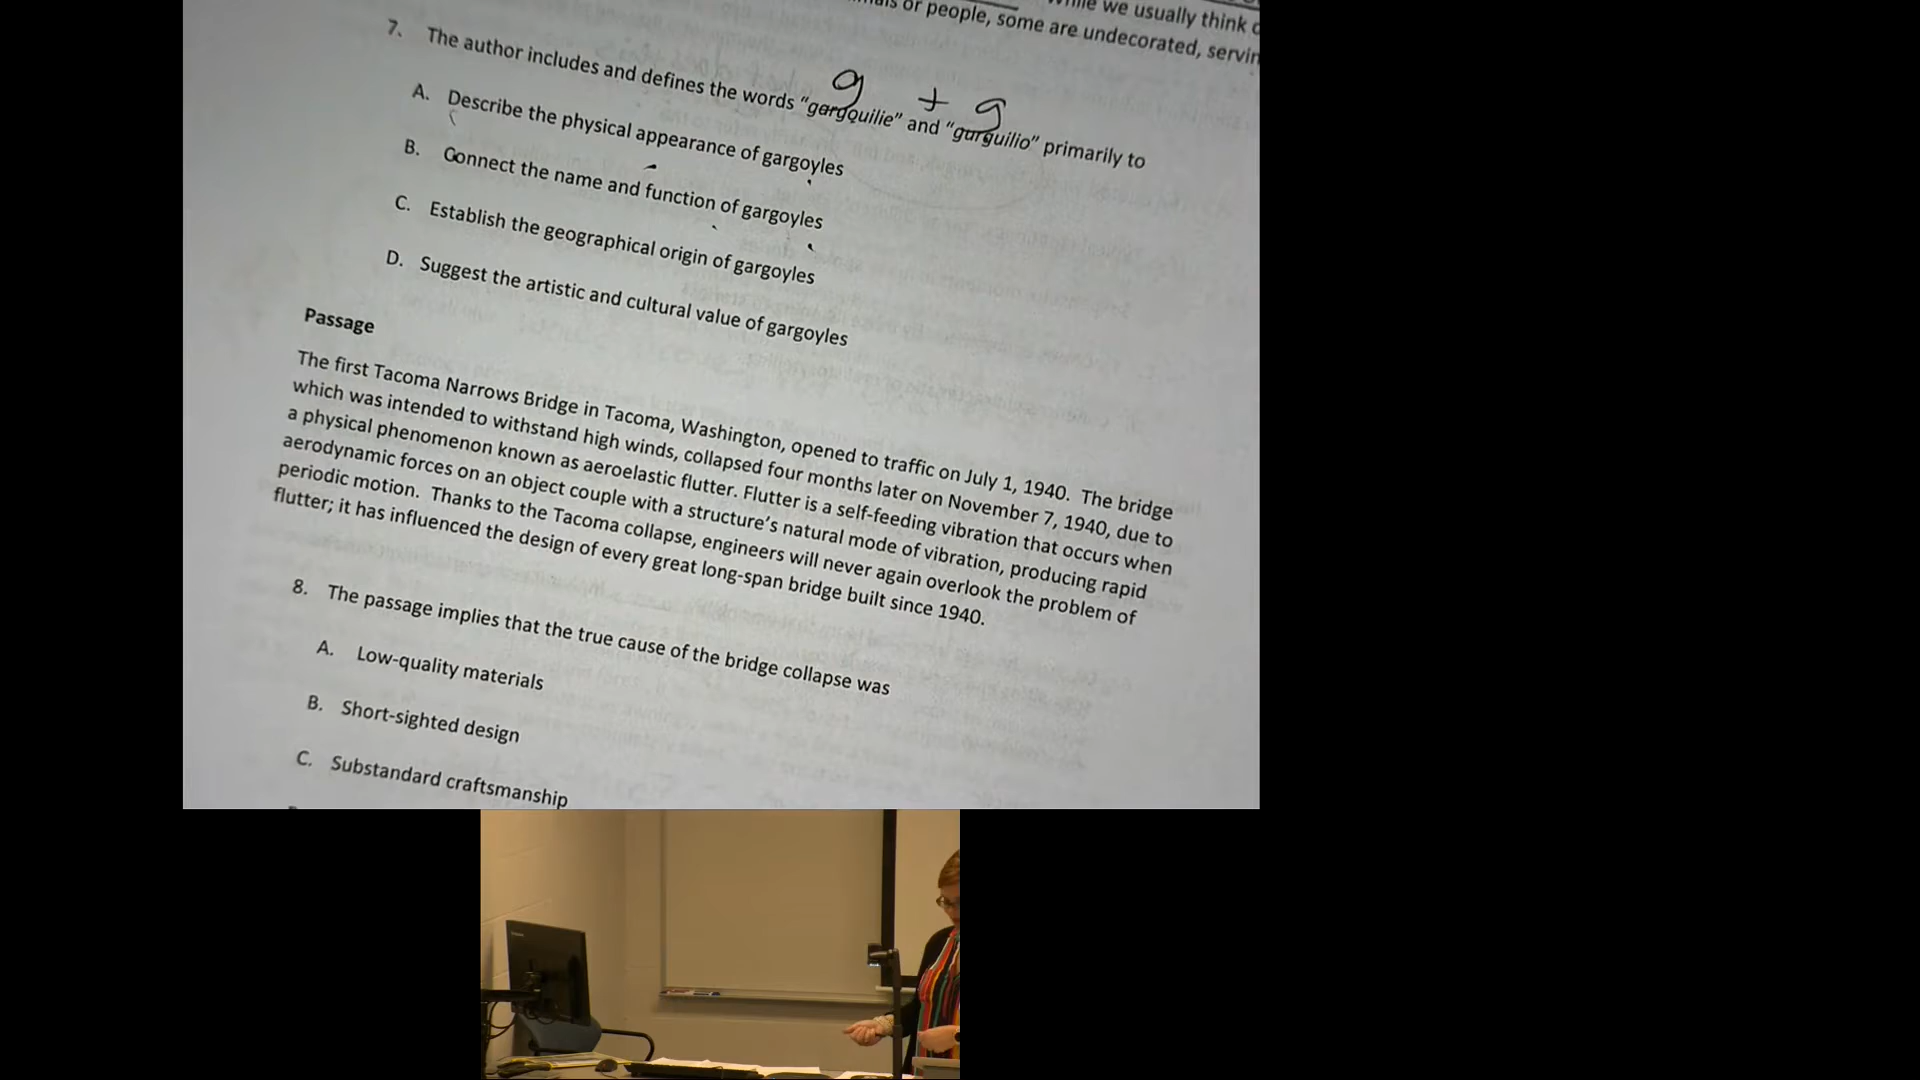 While we usually think
or people, some are undecorated, servin
g + g
7. The author includes and defines the words “gargouilie” and “gurguilio” primarily to
A. Describe the physical appearance of gargoyles
B. Connect the name and function of gargoyles
C. Establish the geographical origin of gargoyles
D. Suggest the artistic and cultural value of gargoyles
Passage
The first Tacoma Narrows Bridge in Tacoma, Washington, opened to traffic on July 1, 1940. The bridge
which was intended to withstand high winds, collapsed four months later on November 7, 1940, due to
a physical phenomenon known as aeroelastic flutter. Flutter is a self-feeding vibration that occurs when
aerodynamic forces on an object couple with a structure’s natural mode of vibration, producing rapid
periodic motion. Thanks to the Tacoma collapse, engineers will never again overlook the problem of
flutter; it has influenced the design of every great long-span bridge built since 1940.
8. The passage implies that the true cause of the bridge collapse was
A. Low-quality materials
B. Short-sighted design
C. Substandard craftsmanship